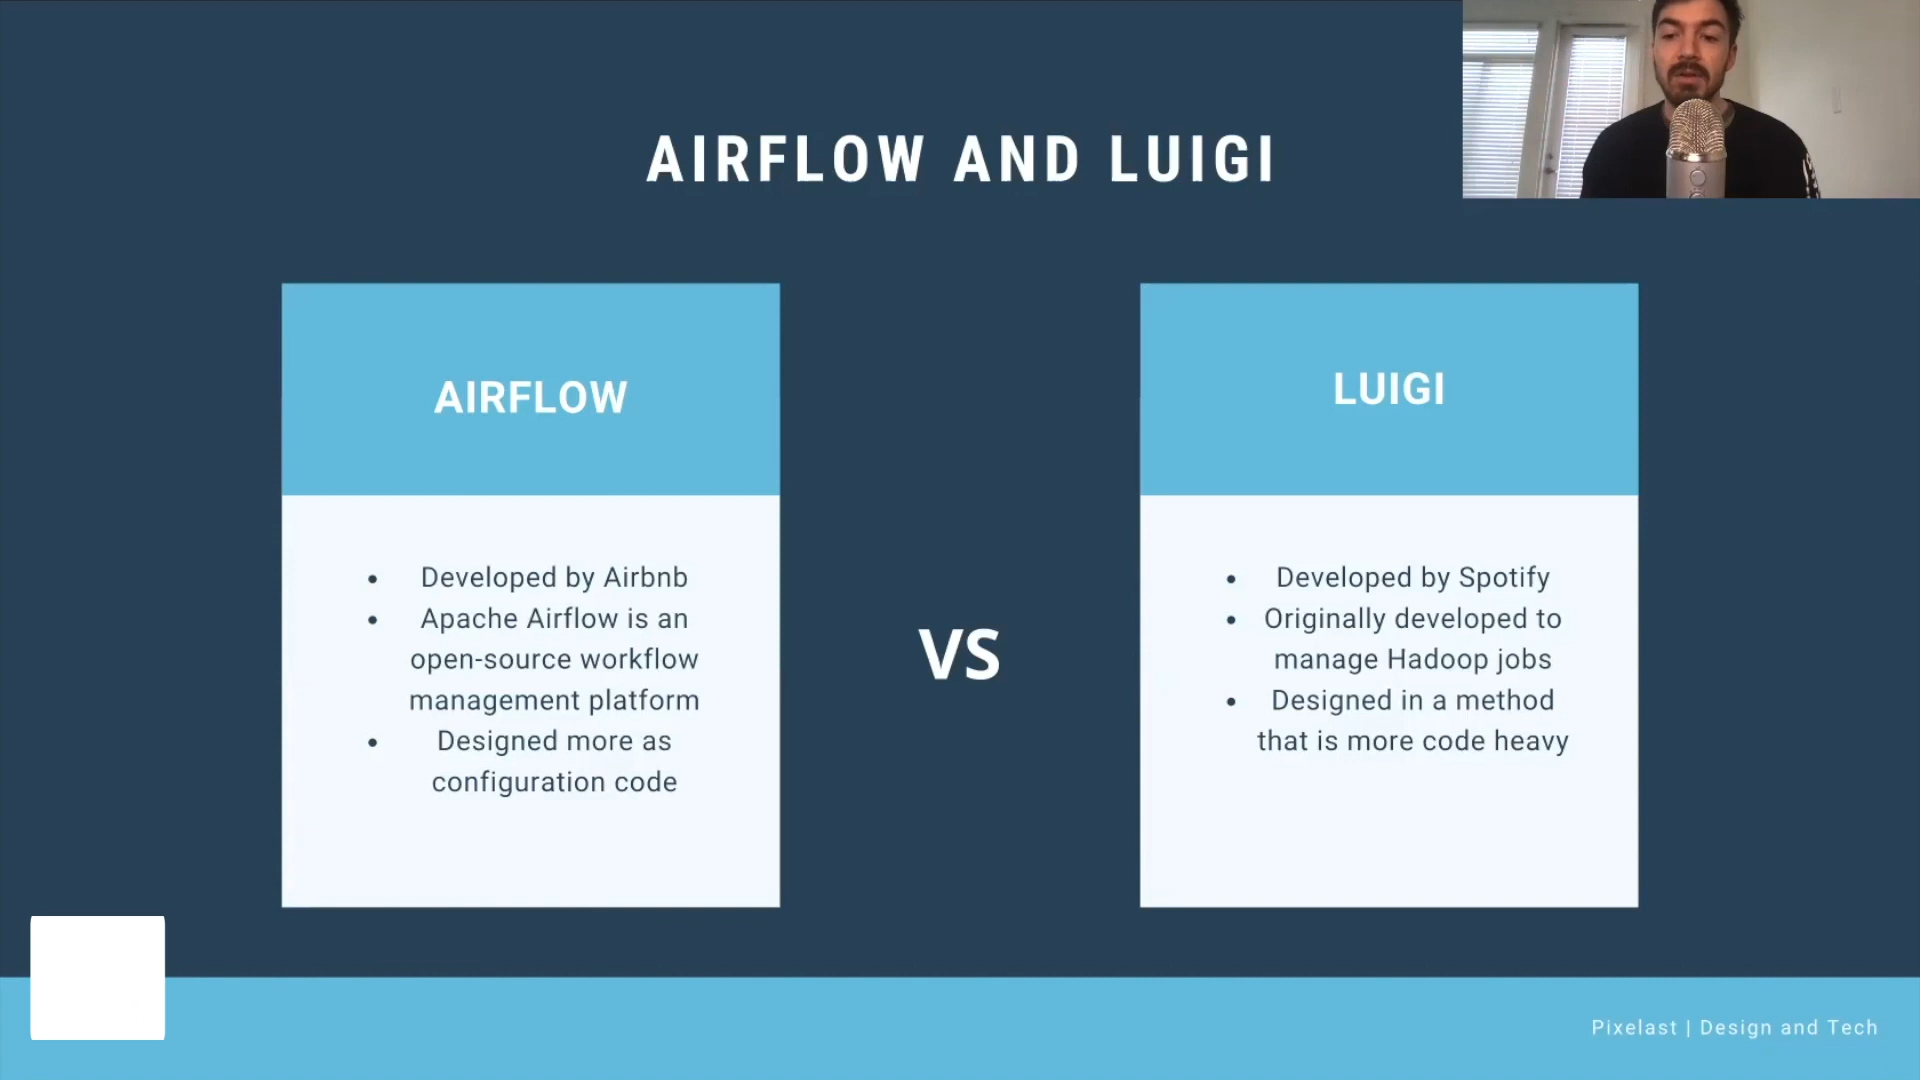 AIRFLOW AND LUIGI
AIRFLOW
• Developed by Airbnb
• Apache Airflow is an
open-source workflow
management platform
• Designed more as
configuration code
VS
LUIGI
• Developed by Spotify
• Originally developed to
manage Hadoop jobs
• Designed in a method
that is more code heavy
Pixelast | Design and Tech